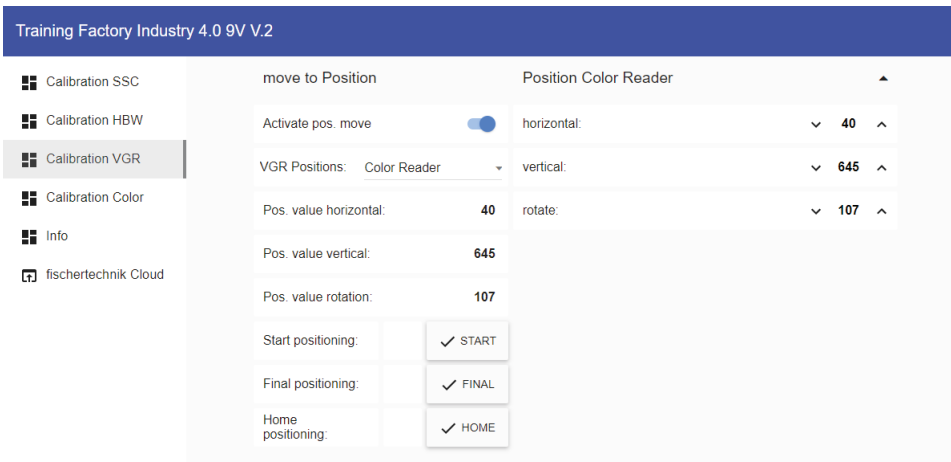 Training Factory Industry 4.0 9V V.2
Calibration SSC
Calibration HBW
Calibration VGR
Calibration Color
Info
fischertechnik Cloud
move to Position
Activate pos. move
VGR Positions: Color Reader
Pos. value horizontal: 40
Pos. value vertical: 645
Pos. value rotation: 107
Start positioning: START
Final positioning: FINAL
Home
positioning: HOME
Position Color Reader
horizontal: 40
vertical: 645
rotate: 107